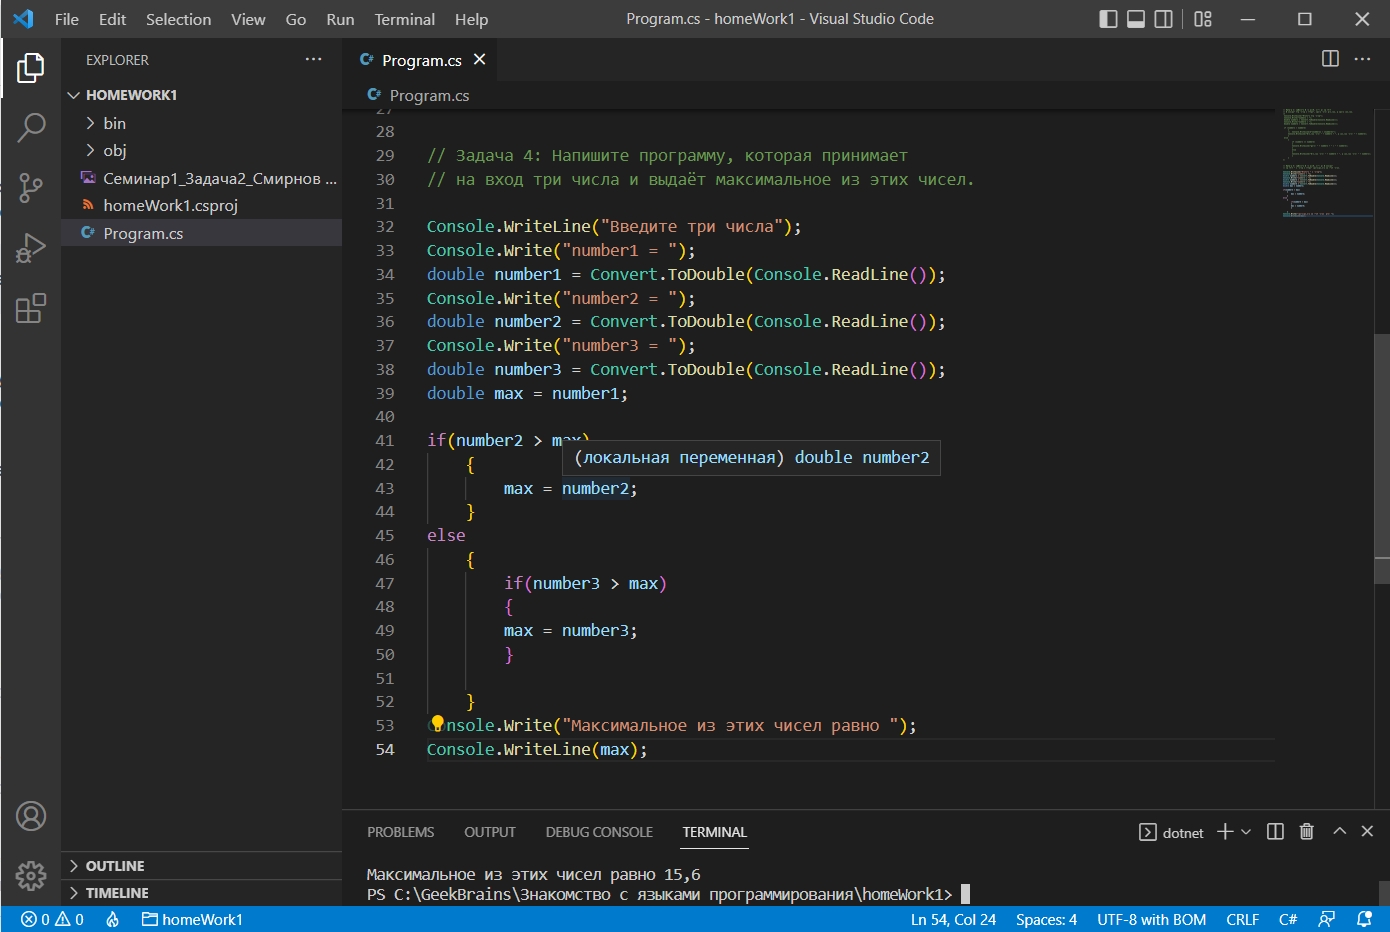 File Edit Selection View Go Run Terminal Help Program.cs - homeWork1 - Visual Studio Code
EXPLORER
HOMEWORK1
bin
obj
Семинар1_Задача2_Смирнов ...
homeWork1.csproj
Program.cs
Program.cs
Program.cs
27
28
29 // Задача 4: Напишите программу, которая принимает
30 // на вход три числа и выдаёт максимальное из этих чисел.
31
32 Console.WriteLine("Введите три числа");
33 Console.Write("number1 = ");
34 double number1 = Convert.ToDouble(Console.ReadLine());
35 Console.Write("number2 = ");
36 double number2 = Convert.ToDouble(Console.ReadLine());
37 Console.Write("number3 = ");
38 double number3 = Convert.ToDouble(Console.ReadLine());
39 double max = number1;
40
41 if(number2 > max)
(локальная переменная) double number2
42 {
43 max = number2;
44 }
45 else
46 {
47 if(number3 > max)
48 {
49 max = number3;
50 }
51
52 }
53 Console.Write("Максимальное из этих чисел равно ");
54 Console.WriteLine(max);
PROBLEMS OUTPUT DEBUG CONSOLE TERMINAL dotnet
Максимальное из этих чисел равно 15,6
PS C:\GeekBrains\Знакомство с языками программирования\homeWork1>
OUTLINE
TIMELINE
0 0 homeWork1 Ln 54, Col 24 Spaces: 4 UTF-8 with BOM CRLF C#